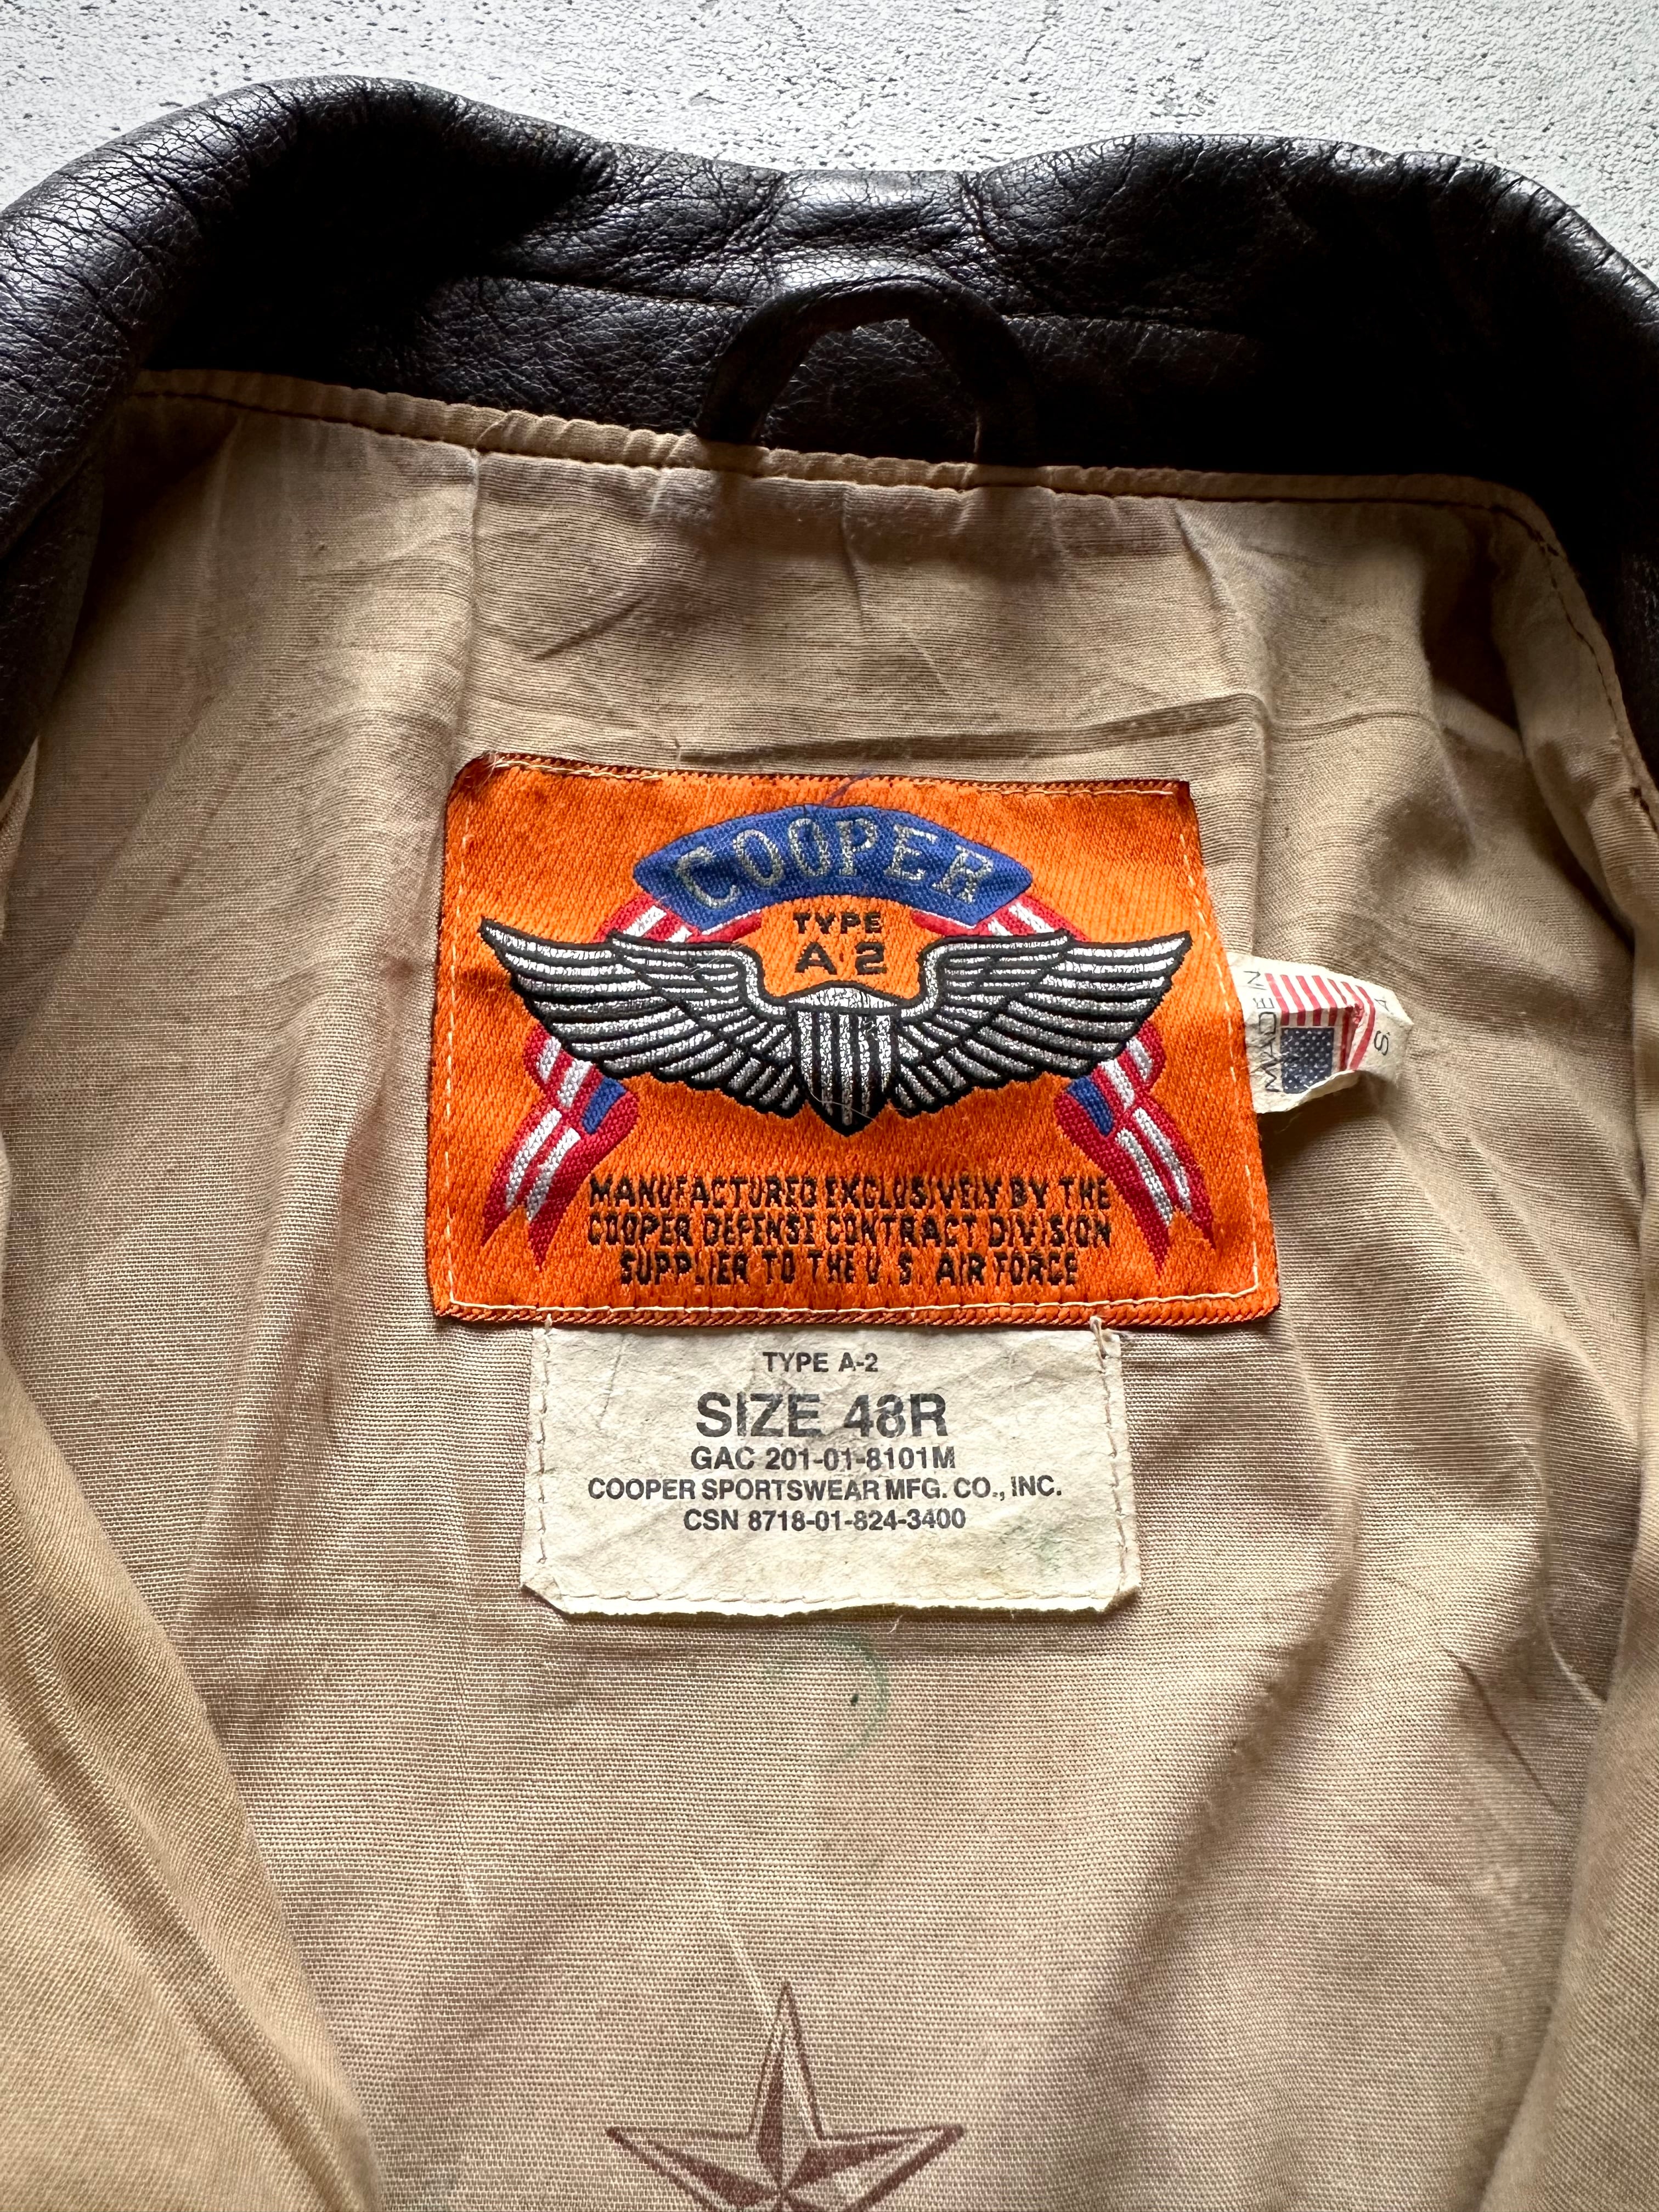 COOPER
TYPE
A-2
MADE IN
U.S.A.
MANUFACTURED EXCLUSIVELY BY THE
COOPER DEFENSE CONTRACT DIVISION
SUPPLIER TO THE U.S. AIR FORCE
TYPE A-2
SIZE 48R
GAC 201-01-8101M
COOPER SPORTSWEAR MFG. CO., INC.
CSN 8718-01-824-3400